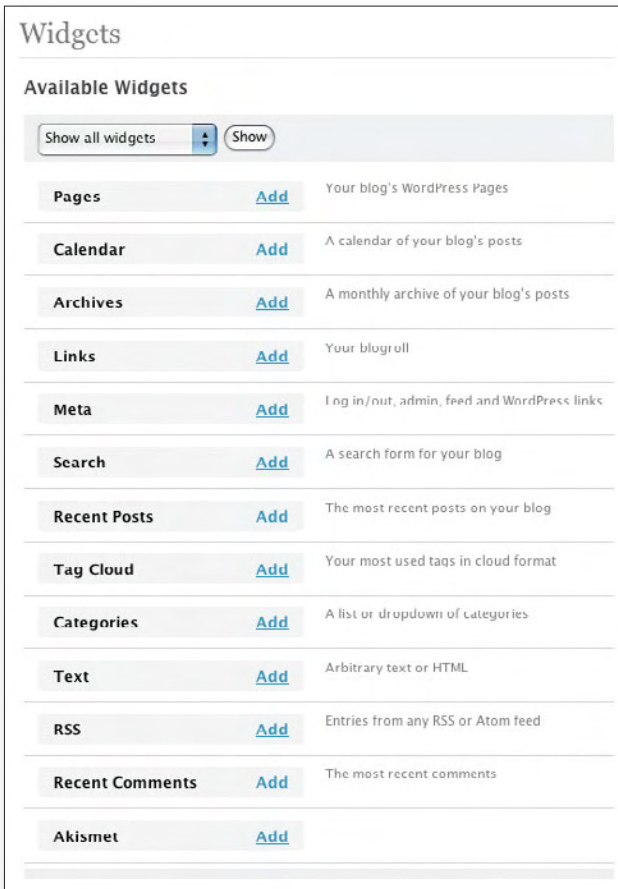 Widgets
Available Widgets
Show all widgets Show
Pages Add Your blog's WordPress Pages
Calendar Add A calendar of your blog's posts
Archives Add A monthly archive of your blog's posts
Links Add Your blogroll
Meta Add Log in/out, admin, feed and WordPress links
Search Add A search form for your blog
Recent Posts Add The most recent posts on your blog
Tag Cloud Add Your most used tags in cloud format
Categories Add A list or dropdown of categories
Text Add Arbitrary text or HTML
RSS Add Entries from any RSS or Atom feed
Recent Comments Add The most recent comments
Akismet Add